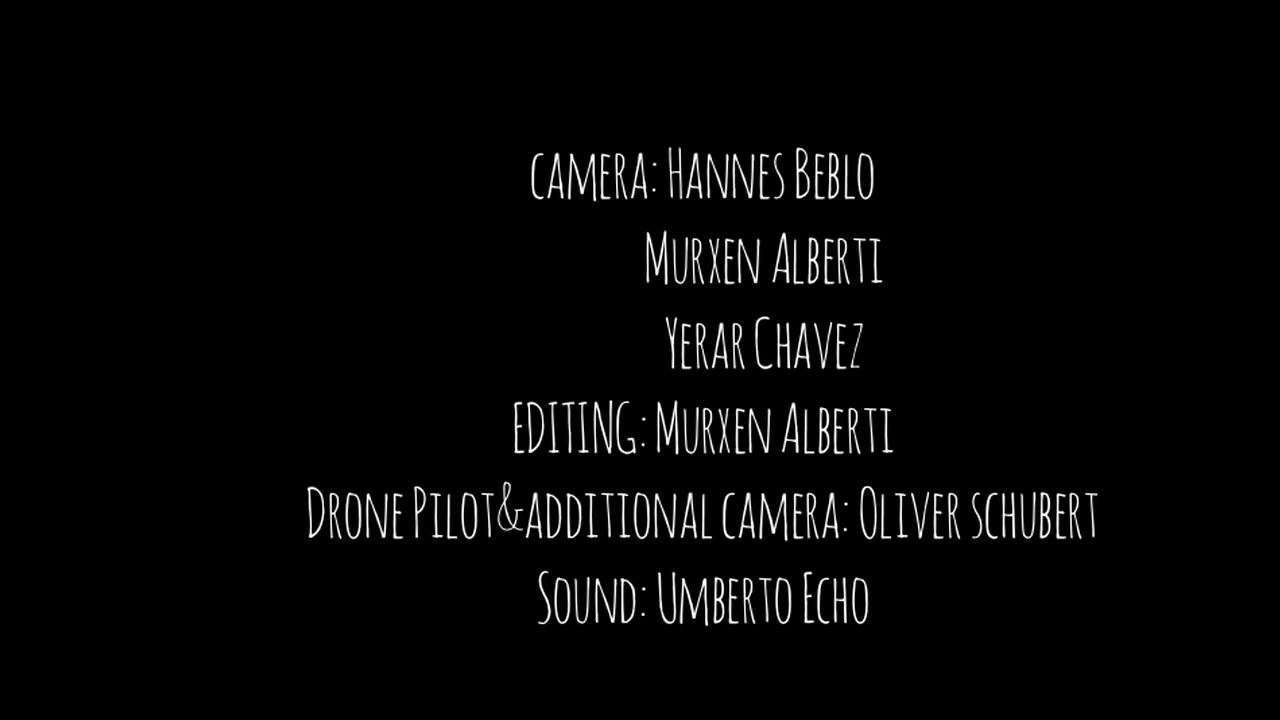 camera: Hannes Beblo
Murxen Alberti
Yerar Chavez
EDITING: Murxen Alberti
Drone Pilot&additional camera: Oliver schubert
Sound: Umberto Echo